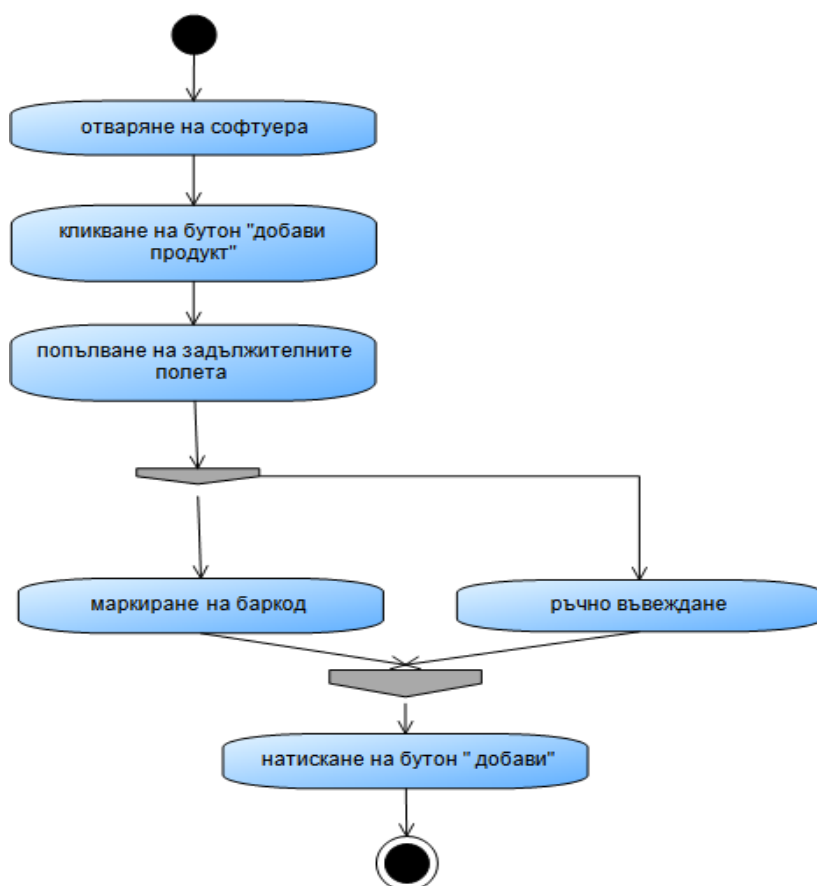 отваряне на софтуера
кликване на бутон "добави
продукт"
попълване на задължителните
полета
маркиране на баркод
ръчно въвеждане
натискане на бутон " добави"